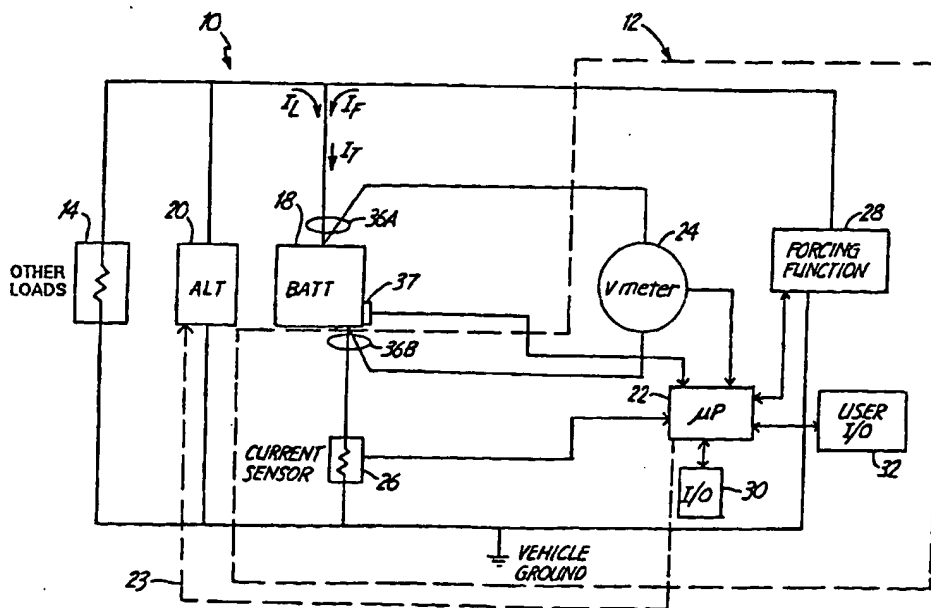 10
12
I_L
I_F
I_T
14
20
18
36A
24
28
OTHER
LOADS
ALT
BATT
37
V meter
FORCING
FUNCTION
36B
22
µP
USER
I/O
32
CURRENT
SENSOR
26
I/O
30
23
VEHICLE
GROUND